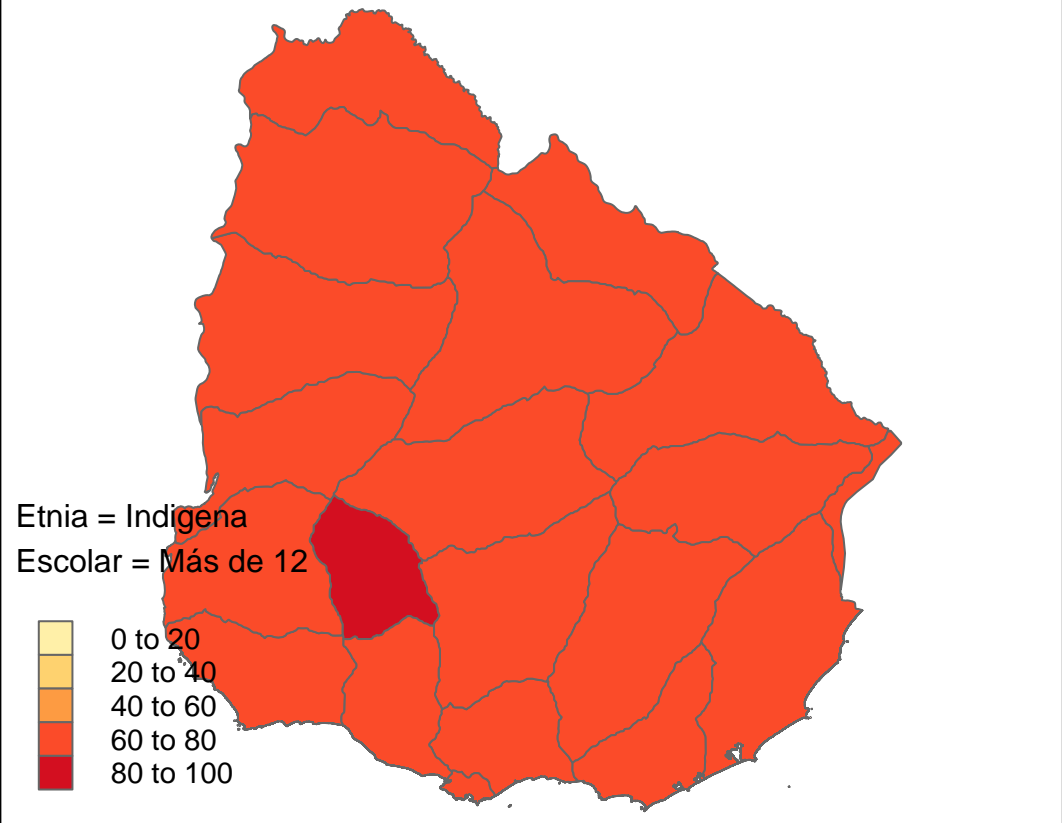 Etnia = Indigena
Escolar = Más de 12
0 to 20
20 to 40
40 to 60
60 to 80
80 to 100